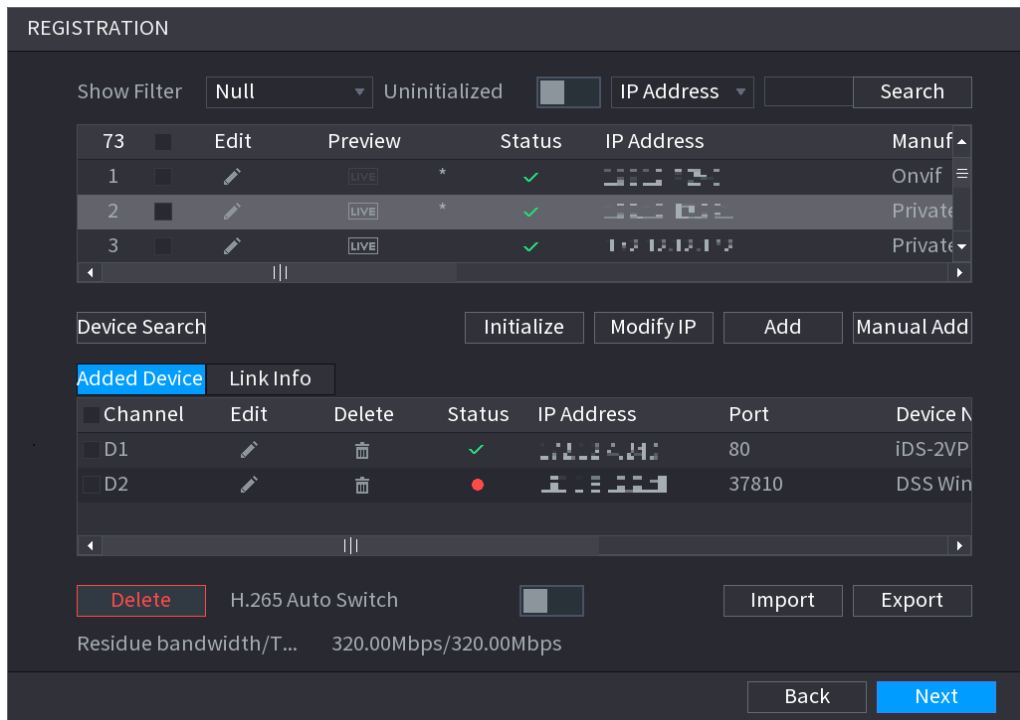 REGISTRATION
Show Filter Null Uninitialized IP Address Search
73 Edit Preview Status IP Address Manuf
1 LIVE * Onvif
2 LIVE * Private
3 LIVE Private
Device Search Initialize Modify IP Add Manual Add
Added Device Link Info
Channel Edit Delete Status IP Address Port Device N
D1 80 iDS-2VP
D2 37810 DSS Win
Delete H.265 Auto Switch Import Export
Residue bandwidth/T... 320.00Mbps/320.00Mbps
Back Next